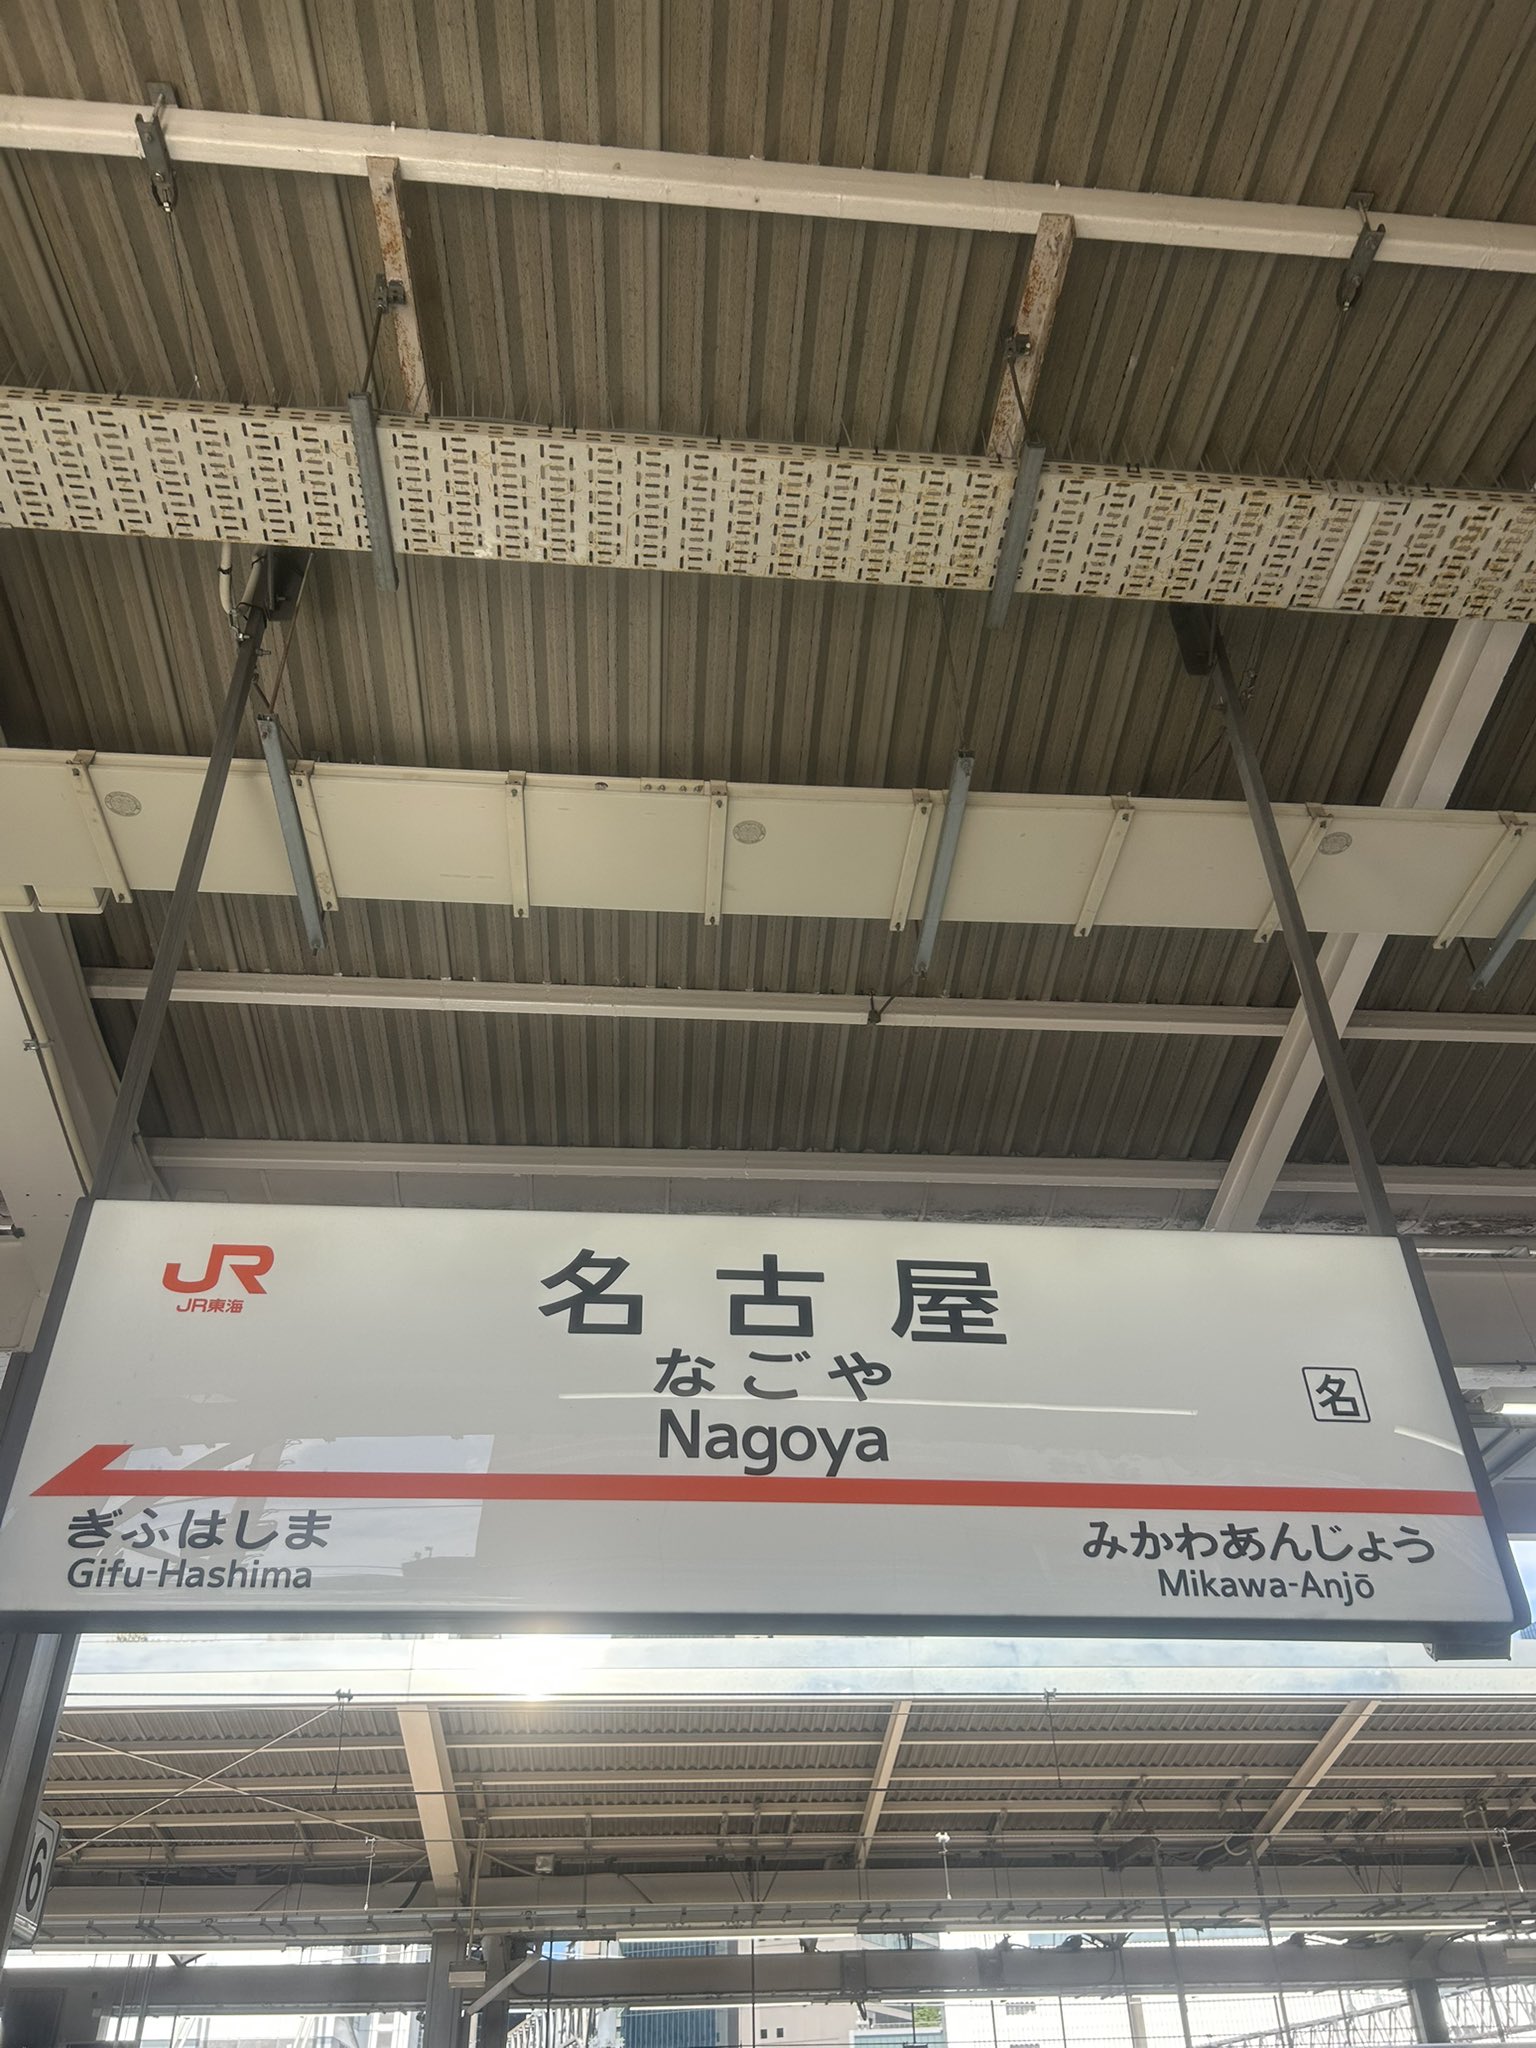 JR
JR東海
名古屋
なごや
Nagoya
名
ぎふはしま
Gifu-Hashima
みかわあんじょう
Mikawa-Anjō
6